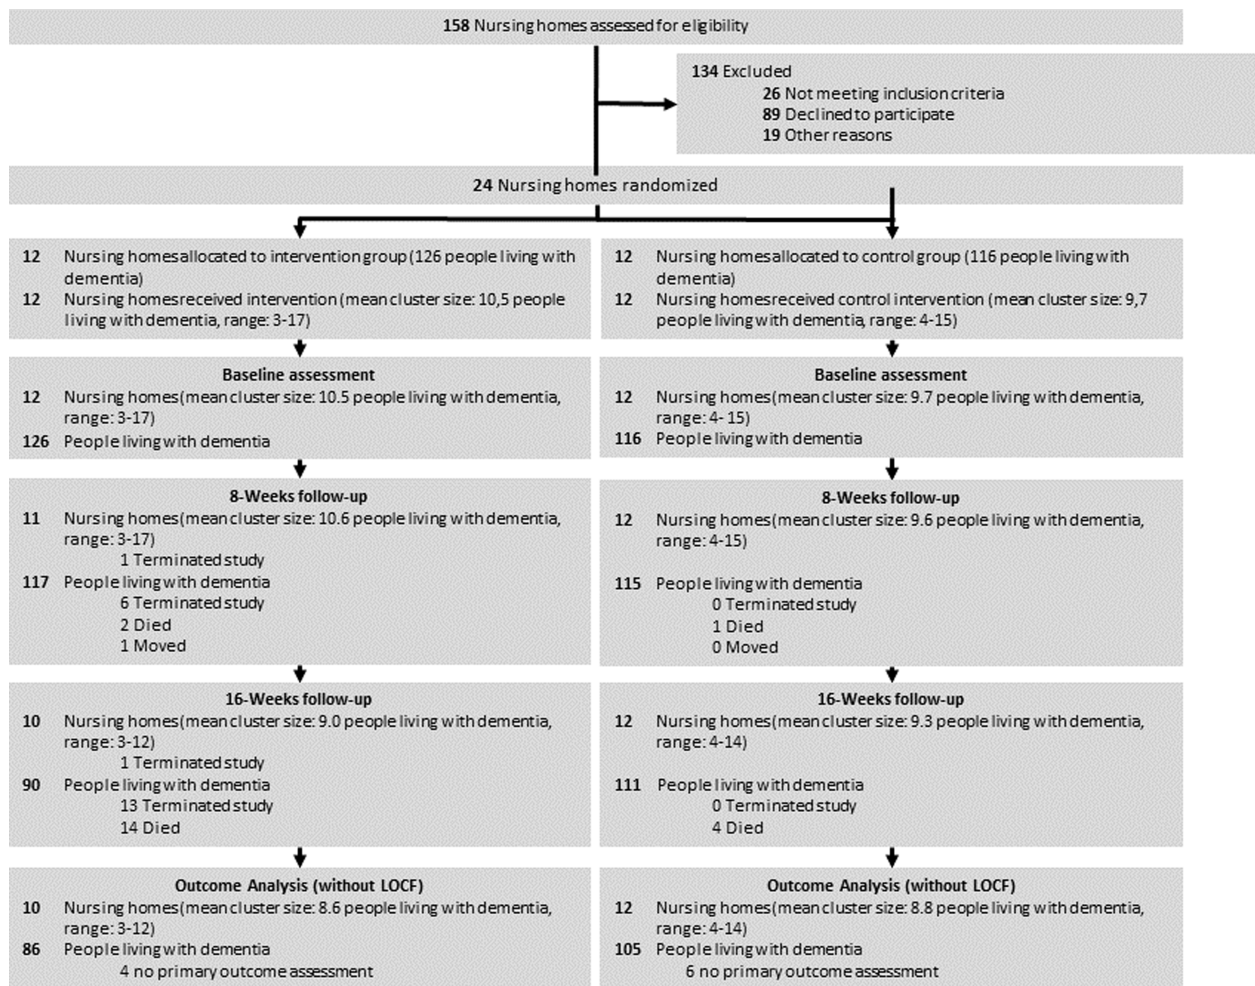 158 Nursing homes assessed for eligibility
134 Excluded
26 Not meeting inclusion criteria
89 Declined to participate
19 Other reasons
24 Nursing homes randomized
12 Nursing homes allocated to intervention group (126 people living with
dementia)
12 Nursing homes received intervention (mean cluster size: 10,5 people
living with dementia, range: 3-17)
12 Nursing homes allocated to control group (116 people living with
dementia)
12 Nursing homes received control intervention (mean cluster size: 9,7
people living with dementia, range: 4-15)
Baseline assessment
12 Nursing homes (mean cluster size: 10.5 people living with dementia,
range: 3-17)
126 People living with dementia
Baseline assessment
12 Nursing homes (mean cluster size: 9.7 people living with dementia,
range: 4- 15)
116 People living with dementia
8-Weeks follow-up
11 Nursing homes (mean cluster size: 10.6 people living with dementia,
range: 3-17)
1 Terminated study
117 People living with dementia
6 Terminated study
2 Died
1 Moved
8-Weeks follow-up
12 Nursing homes (mean cluster size: 9.6 people living with dementia,
range: 4-15)
115 People living with dementia
0 Terminated study
1 Died
0 Moved
16-Weeks follow-up
10 Nursing homes (mean cluster size: 9.0 people living with dementia,
range: 3-12)
1 Terminated study
90 People living with dementia
13 Terminated study
14 Died
16-Weeks follow-up
12 Nursing homes (mean cluster size: 9.3 people living with dementia,
range: 4-14)
111 People living with dementia
0 Terminated study
4 Died
Outcome Analysis (without LOCF)
10 Nursing homes (mean cluster size: 8.6 people living with dementia,
range: 3-12)
86 People living with dementia
4 no primary outcome assessment
Outcome Analysis (without LOCF)
12 Nursing homes (mean cluster size: 8.8 people living with dementia,
range: 4-14)
105 People living with dementia
6 no primary outcome assessment